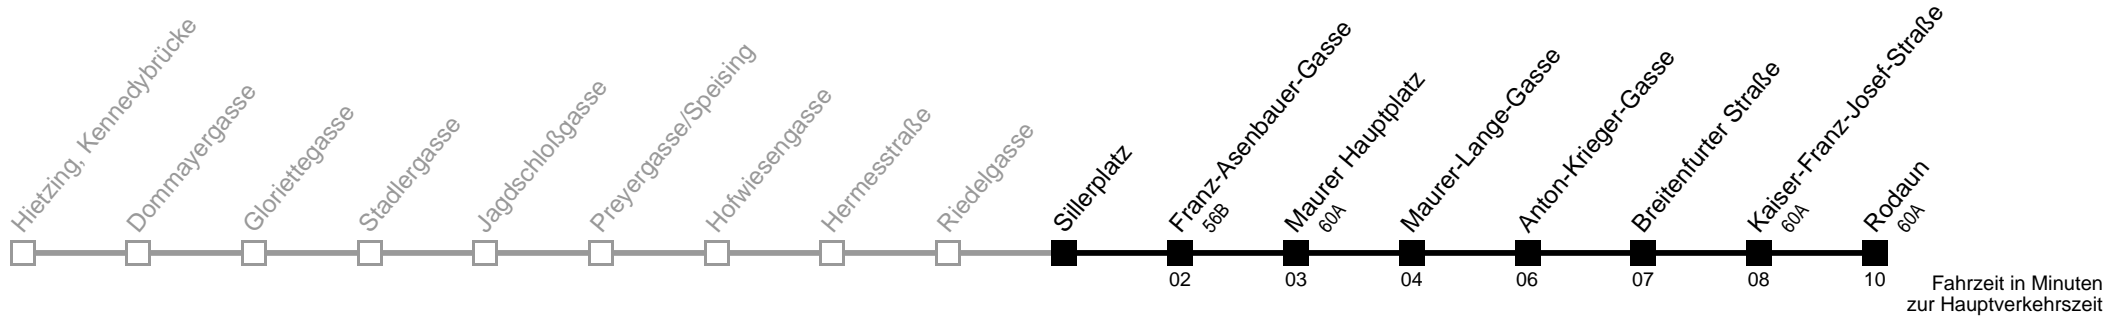 Hietzing, Kennedybrücke
Dommayergasse
Gloriettegasse
Stadlergasse
Jagdschloßgasse
Preyergasse/Speising
Hofwiesengasse
Hermesstraße
Riedelgasse
Sillerplatz
Franz-Asenbauer-Gasse
56B
Maurer Hauptplatz
60A
Maurer-Lange-Gasse
Anton-Krieger-Gasse
Breitenfurter Straße
Kaiser-Franz-Josef-Straße
60A
Rodaun
60A
02 03 04 06 07 08 10
Fahrzeit in Minuten
zur Hauptverkehrszeit